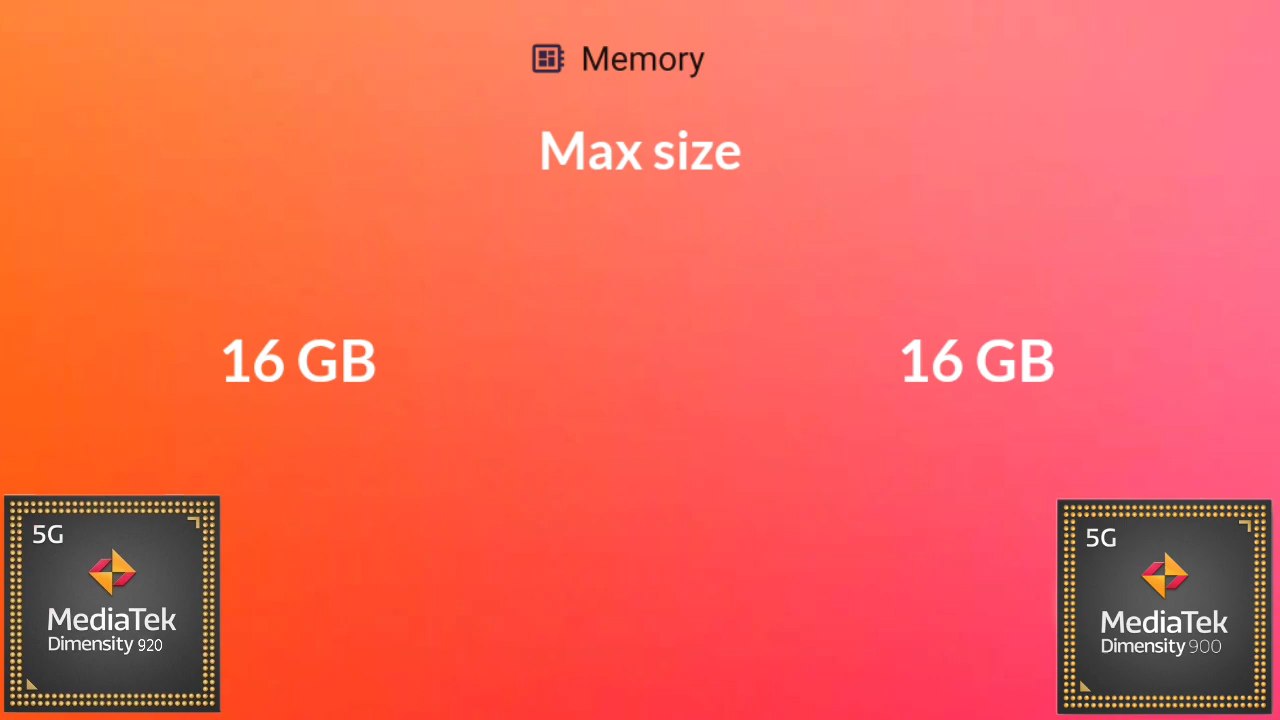 Memory
Max size
16 GB
16 GB
5G
MediaTek
Dimensity 920
5G
MediaTek
Dimensity 900